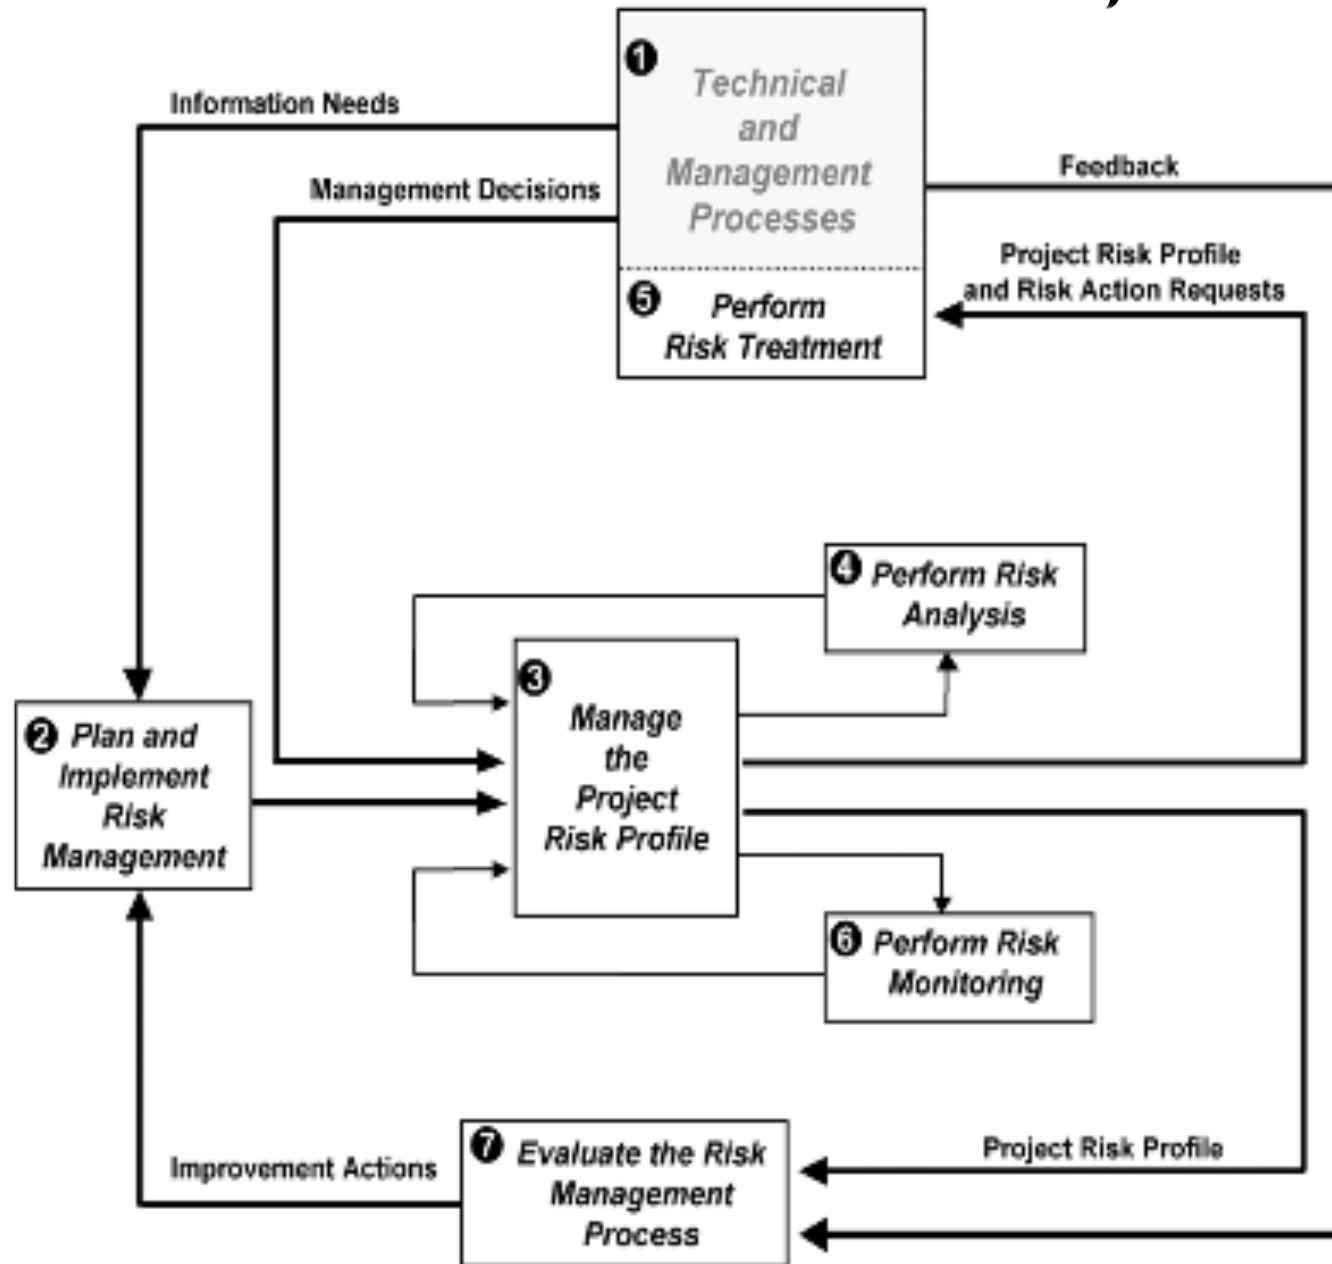 ❶
Technical
and
Management
Processes
Information Needs
Management Decisions
Feedback
Project Risk Profile
and Risk Action Requests
❺ Perform
Risk Treatment
❹ Perform Risk
Analysis
❸
Manage
the
Project
Risk Profile
❷ Plan and
Implement
Risk
Management
❻ Perform Risk
Monitoring
❼ Evaluate the Risk
Management
Process
Project Risk Profile
Improvement Actions